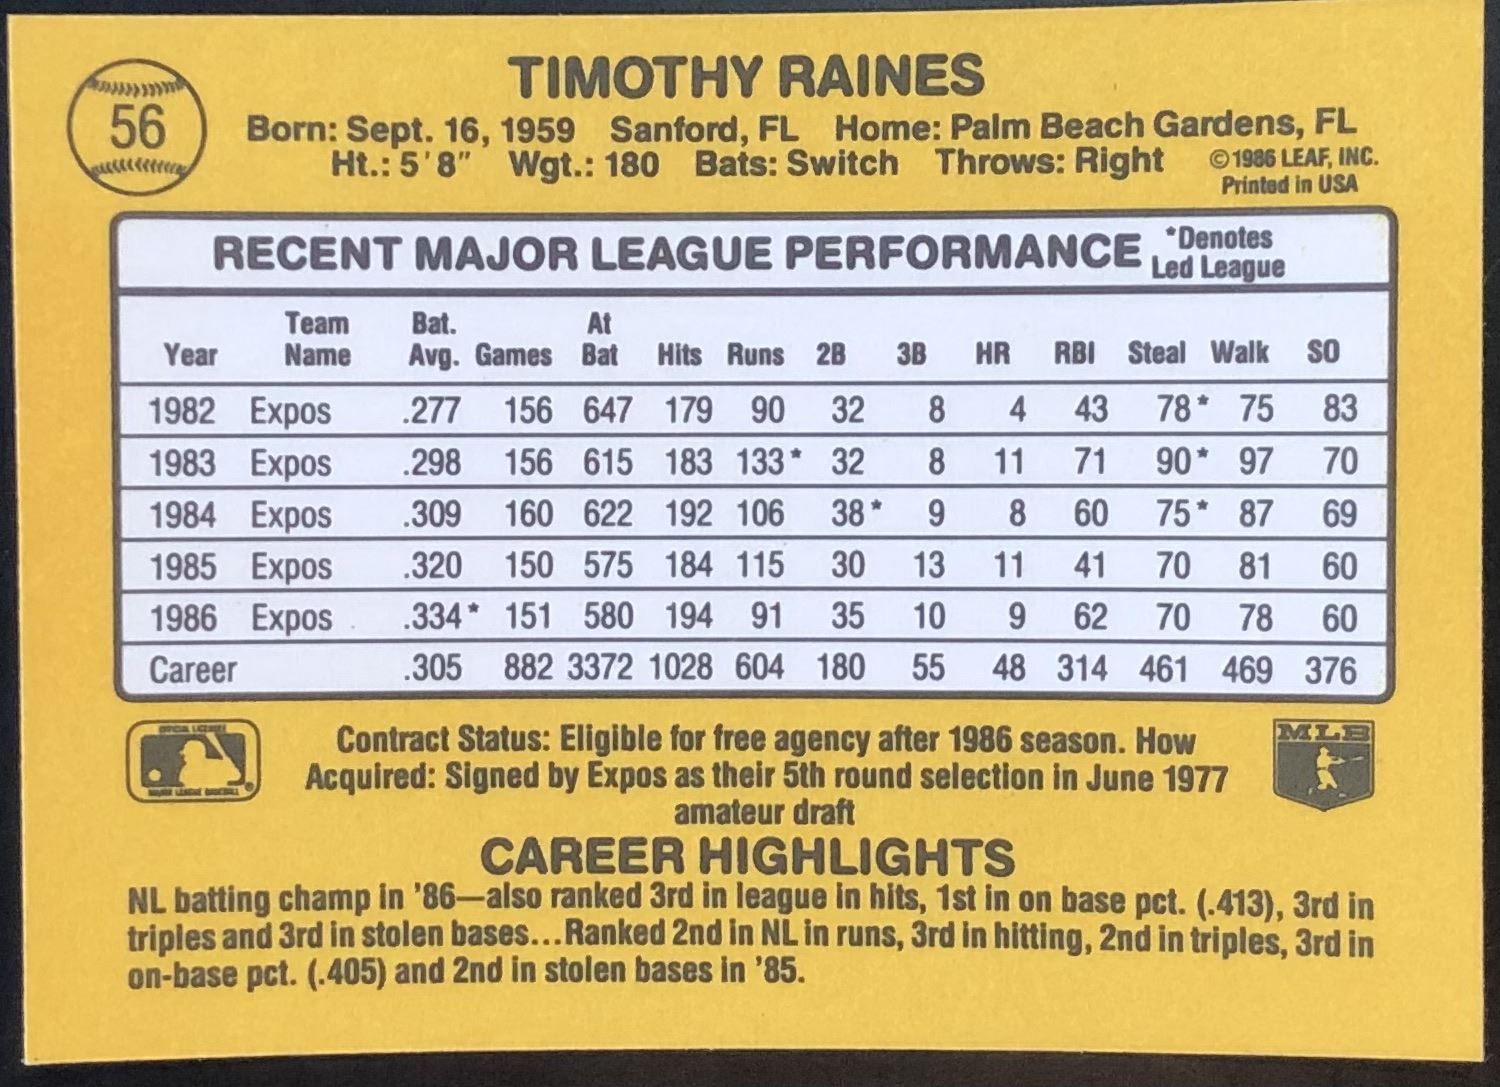 56
TIMOTHY RAINES
Born: Sept. 16, 1959 Sanford, FL Home: Palm Beach Gardens, FL
Ht.: 5'8" Wgt.: 180 Bats: Switch Throws: Right ©1986 LEAF, INC.
Printed in USA
RECENT MAJOR LEAGUE PERFORMANCE *Denotes
Led League
Team Bat. At
Year Name Avg. Games Bat Hits Runs 2B 3B HR RBI Steal Walk SO
1982 Expos .277 156 647 179 90 32 8 4 43 78* 75 83
1983 Expos .298 156 615 183 133* 32 8 11 71 90* 97 70
1984 Expos .309 160 622 192 106 38* 9 8 60 75* 87 69
1985 Expos .320 150 575 184 115 30 13 11 41 70 81 60
1986 Expos .334* 151 580 194 91 35 10 9 62 70 78 60
Career .305 882 3372 1028 604 180 55 48 314 461 469 376
OFFICIAL LICENSEE
MAJOR LEAGUE BASEBALL ®
Contract Status: Eligible for free agency after 1986 season. How
Acquired: Signed by Expos as their 5th round selection in June 1977
amateur draft
MLB
CAREER HIGHLIGHTS
NL batting champ in '86—also ranked 3rd in league in hits, 1st in on base pct. (.413), 3rd in
triples and 3rd in stolen bases...Ranked 2nd in NL in runs, 3rd in hitting, 2nd in triples, 3rd in
on-base pct. (.405) and 2nd in stolen bases in '85.